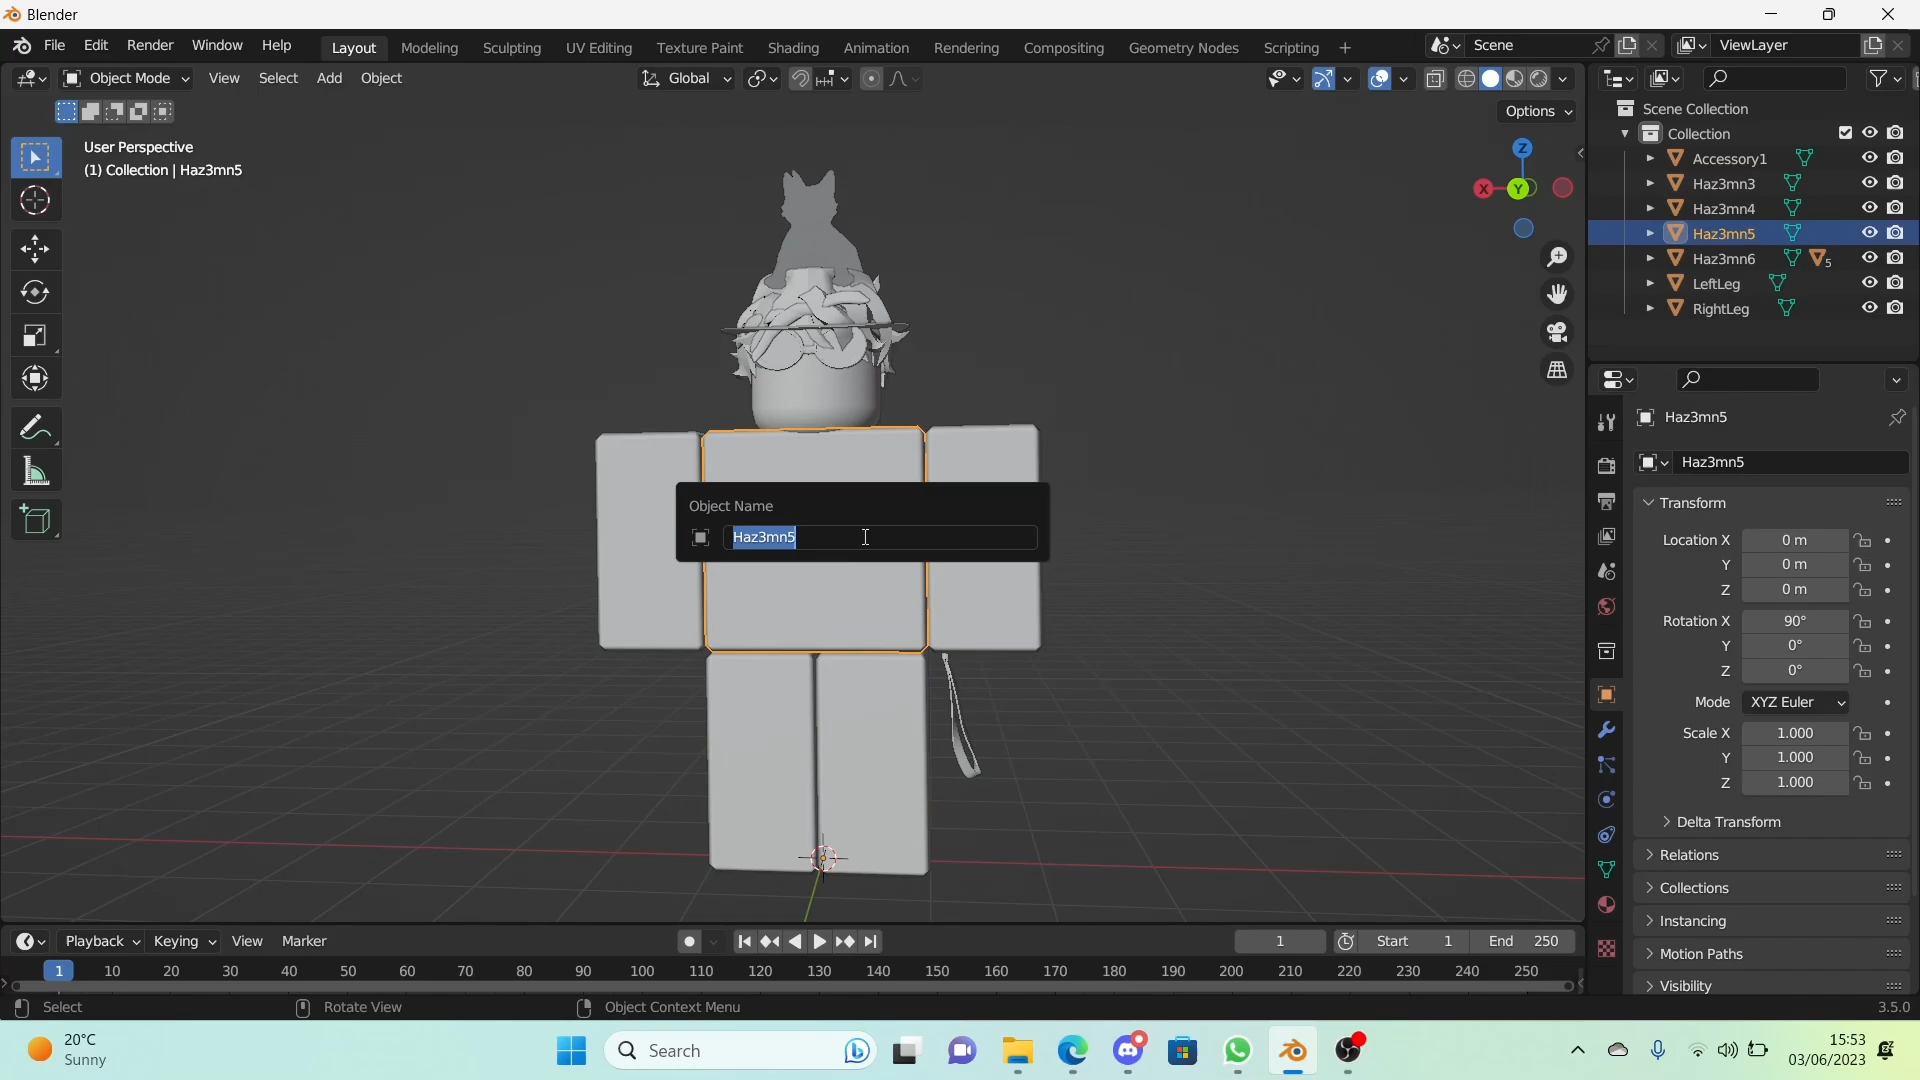 Blender
File Edit Render Window Help Layout Modeling Sculpting UV Editing Texture Paint Shading Animation Rendering Compositing Geometry Nodes Scripting + Scene ViewLayer
Object Mode View Select Add Object Global
Options
User Perspective
(1) Collection | Haz3mn5
Z
X Y
Object Name
Haz3mn5
Scene Collection
Collection
Accessory1
Haz3mn3
Haz3mn4
Haz3mn5
Haz3mn6 5
LeftLeg
RightLeg
Haz3mn5
Haz3mn5
Transform
Location X 0 m
Y 0 m
Z 0 m
Rotation X 90°
Y 0°
Z 0°
Mode XYZ Euler
Scale X 1.000
Y 1.000
Z 1.000
Delta Transform
Relations
Collections
Instancing
Motion Paths
Visibility
Playback Keying View Marker 1 Start 1 End 250
1 10 20 30 40 50 60 70 80 90 100 110 120 130 140 150 160 170 180 190 200 210 220 230 240 250
Select Rotate View Object Context Menu 3.5.0
20°C
Sunny
Search
15:53
03/06/2023